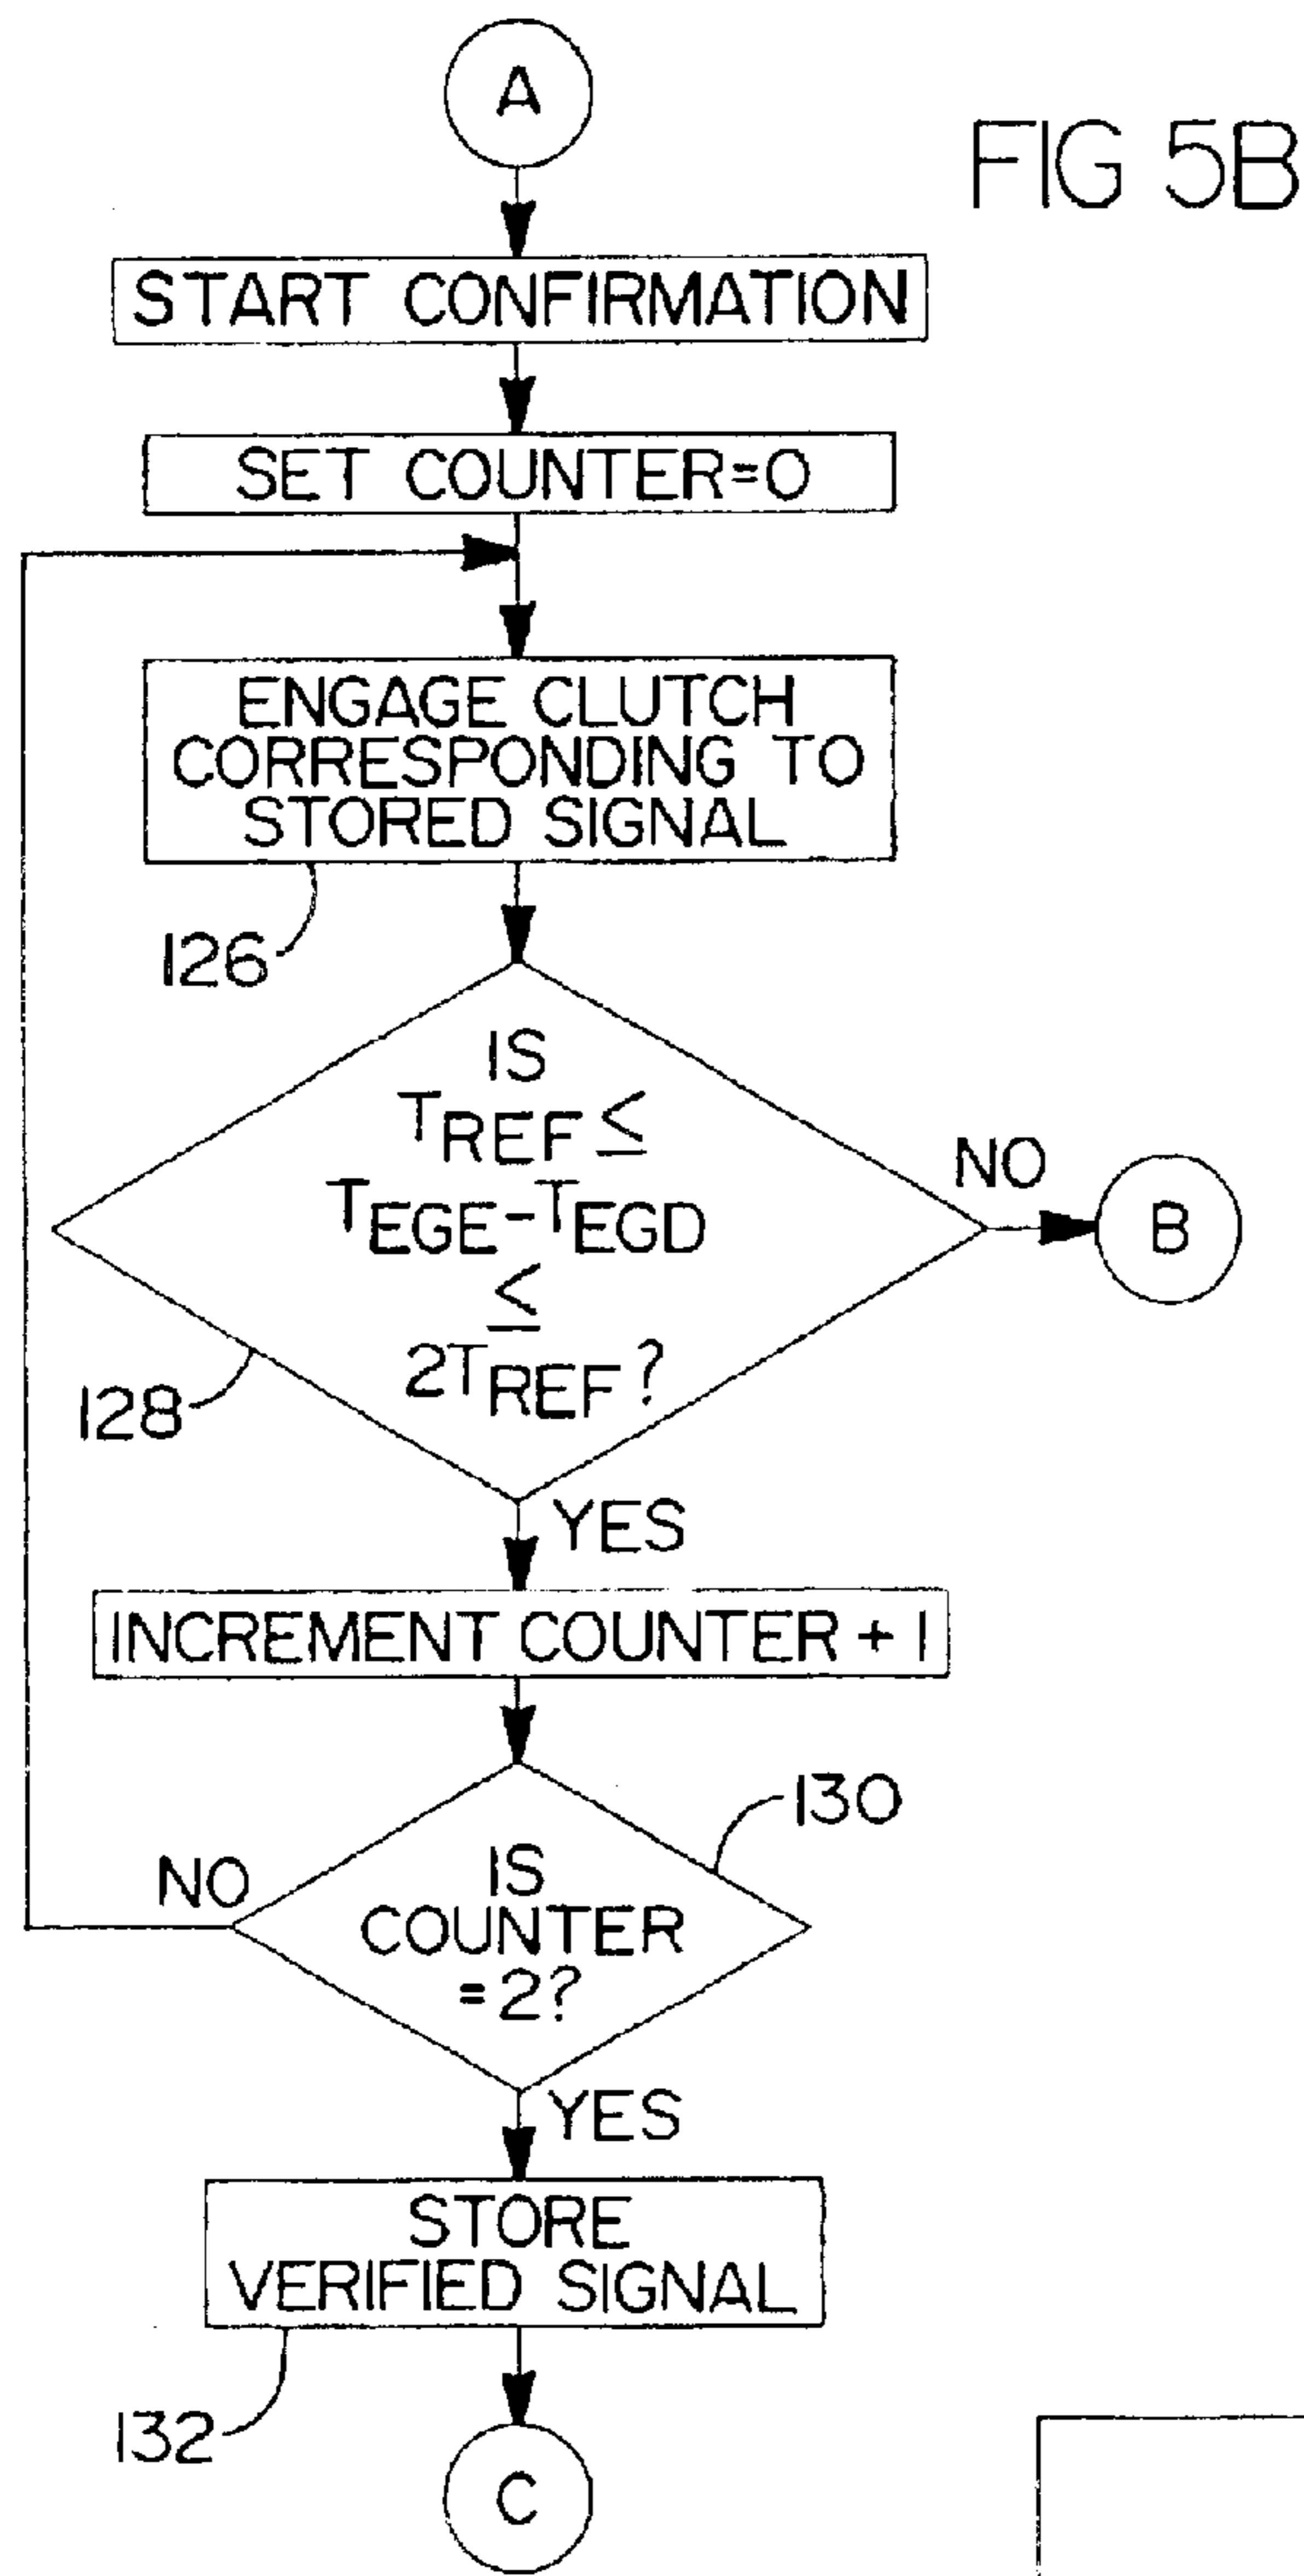 A
FIG 5B
START CONFIRMATION
SET COUNTER=0
ENGAGE CLUTCH
CORRESPONDING TO
STORED SIGNAL
126
IS
TREF ≤
TEGE-TEGD
≤
2TREF?
NO
B
128
YES
INCREMENT COUNTER + 1
130
NO
IS
COUNTER
=2?
YES
STORE
VERIFIED SIGNAL
132
C